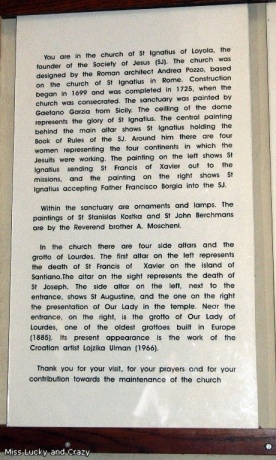 You are in the church of St Ignatius of Loyola, the
founder of the Society of Jesus (SJ). The church was
designed by the Roman architect Andrea Pozzo, based
on the church of St Ignatius in Rome. Construction
began in 1699 and was completed in 1725, when the
church was consecrated. The sanctuary was painted by
Gaetano Garzia from Sicily. The ceiling of the dome
represents the glory of St Ignatius. The central painting
behind the main altar shows St Ignatius holding the
Book of Rules of the SJ. Around him there are four
women representing the four continents in which the
Jesuits were working. The painting on the left shows St
Ignatius sending St Francis of Xavier out to the
missions, and the painting on the right shows St
Ignatius accepting Father Francisco Borgia into the SJ.
Within the sanctuary are ornaments and lamps. The
paintings of St Stanislas Kostka and St John Berchmans
are by the Reverend brother A. Moscheni.
In the church there are four side altars and the
grotto of Lourdes. The first altar on the left represents
the death of St Francis of Xavier on the island of
Santiano.The altar on the sight represents the death of
St Joseph. The side altar on the left, next to the
entrance, shows St Augustine, and the one on the right
the presentation of Our Lady in the temple. Near the
entrance, on the right, is the grotto of Our Lady of
Lourdes, one of the oldest grottoes built in Europe
(1885). Its present appearance is the work of the
Croatian artist Lojzika Ulman (1966).
Thank you for your visit, for your prayers and for your
contribution towards the maintenance of the church
Miss.Lucky and Crazy